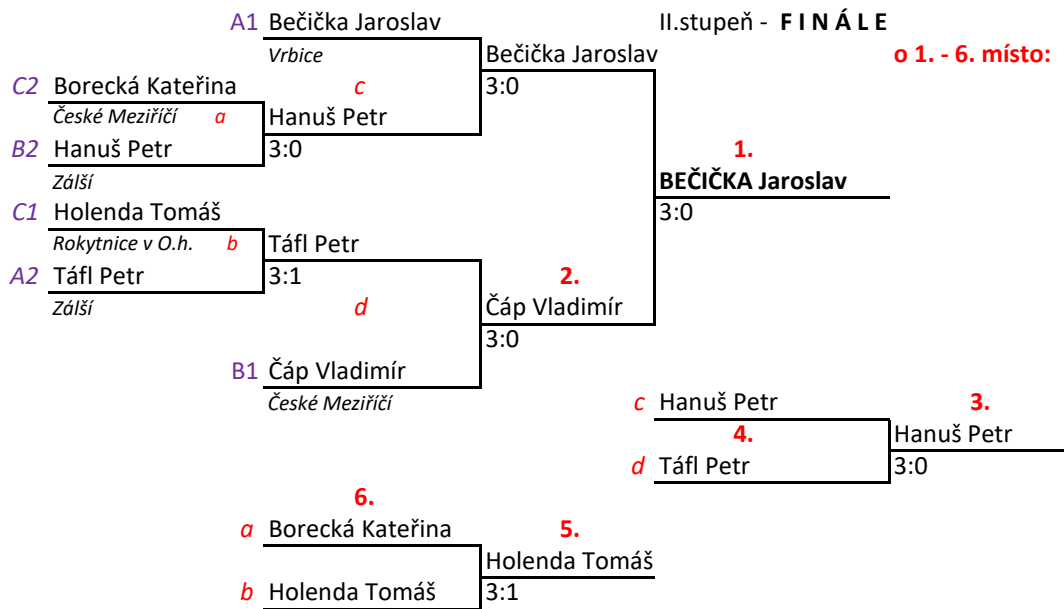 A1 Bečička Jaroslav II.stupeň - F I N Á L E
Vrbice Bečička Jaroslav o 1. - 6. místo:
C2 Borecká Kateřina c 3:0
České Meziříčí a Hanuš Petr
B2 Hanuš Petr 3:0 1.
Zálší BEČIČKA Jaroslav
C1 Holenda Tomáš 3:0
Rokytnice v O.h. b Táfl Petr
A2 Táfl Petr 3:1 2.
Zálší d Čáp Vladimír
3:0
B1 Čáp Vladimír
České Meziříčí c Hanuš Petr 3.
4. Hanuš Petr
d Táfl Petr 3:0
6.
a Borecká Kateřina 5.
Holenda Tomáš
b Holenda Tomáš 3:1